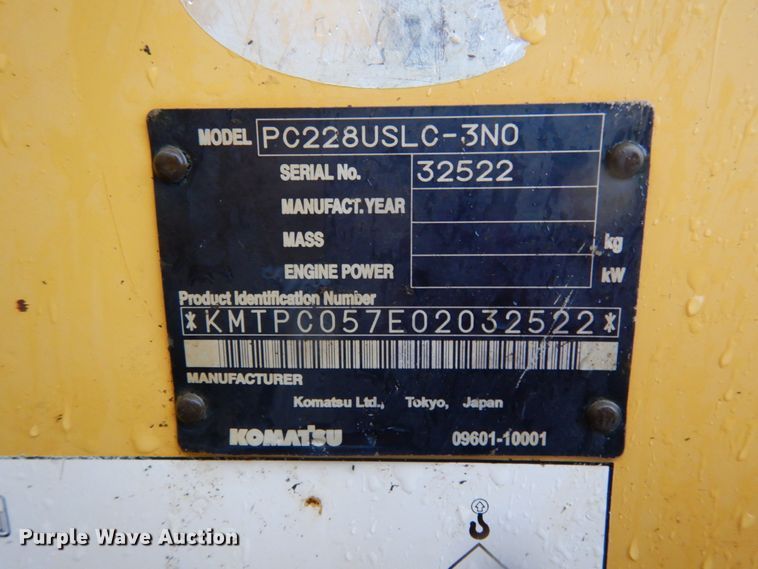 MODEL PC228USLC-3N0
SERIAL No. 32522
MANUFACT.YEAR
MASS kg
ENGINE POWER kW
Product Identification Number
*KMTPC057E02032522*
MANUFACTURER
Komatsu Ltd., Tokyo, Japan
KOMATSU 09601-10001
Purple Wave Auction